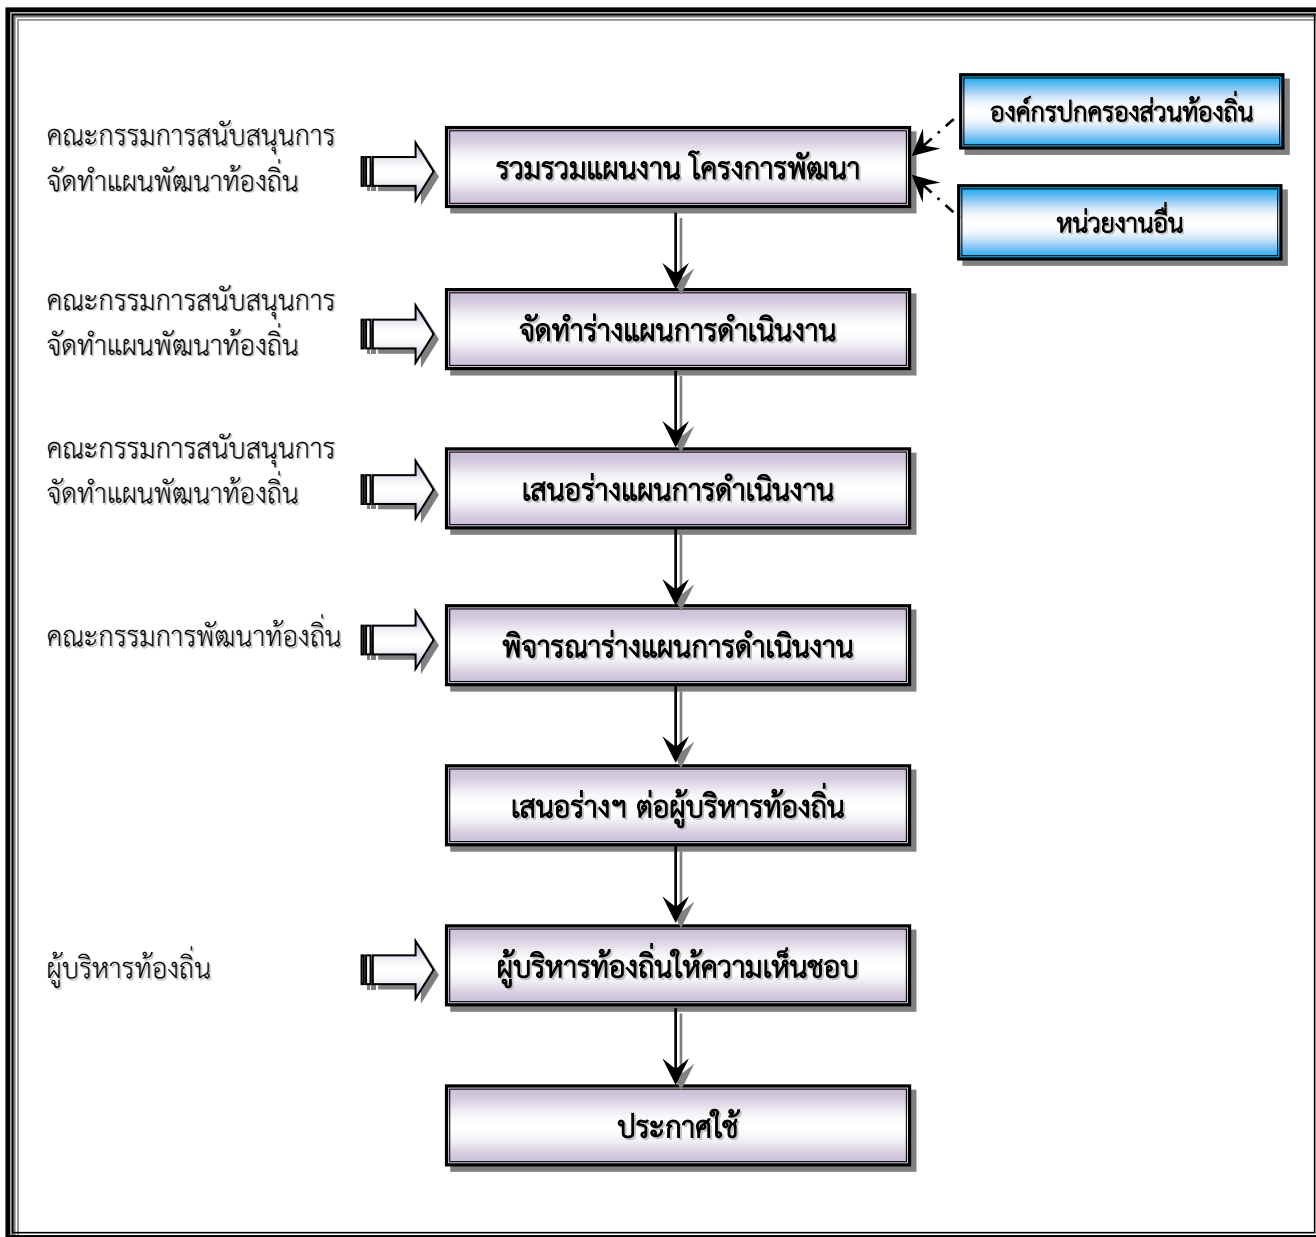 คณะกรรมการสนับสนุนการ
จัดทำแผนพัฒนาท้องถิ่น
รวมรวมแผนงาน โครงการพัฒนา
องค์กรปกครองส่วนท้องถิ่น
หน่วยงานอื่น
คณะกรรมการสนับสนุนการ
จัดทำแผนพัฒนาท้องถิ่น
จัดทำร่างแผนการดำเนินงาน
คณะกรรมการสนับสนุนการ
จัดทำแผนพัฒนาท้องถิ่น
เสนอร่างแผนการดำเนินงาน
คณะกรรมการพัฒนาท้องถิ่น
พิจารณาร่างแผนการดำเนินงาน
เสนอร่างฯ ต่อผู้บริหารท้องถิ่น
ผู้บริหารท้องถิ่น
ผู้บริหารท้องถิ่นให้ความเห็นชอบ
ประกาศใช้